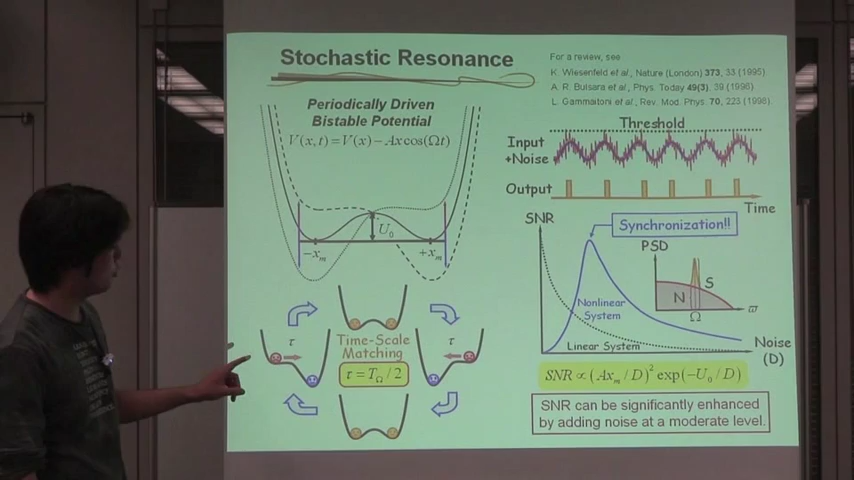 Stochastic Resonance
For a review, see
K. Wiesenfeld et al, Nature (London) 373, 33 (1995).
A. R. Bulsara et al., Phys. Today 49(3), 39 (1996).
L. Gammaitoni et al., Rev. Mod. Phys. 70, 223 (1998).
Periodically Driven
Bistable Potential
V(x,t)=V(x)−Axcos(Ωt)
U₀
−xₘ
+xₘ
τ
Time-Scale
Matching
τ = T_Ω / 2
τ
Threshold
Input
+Noise
Output
Time
SNR
Synchronization!!
PSD
S
N
Ω
ϖ
Nonlinear
System
Linear System
Noise
(D)
SNR ∝ (Axₘ/D)² exp(−U₀/D)
SNR can be significantly enhanced
by adding noise at a moderate level.